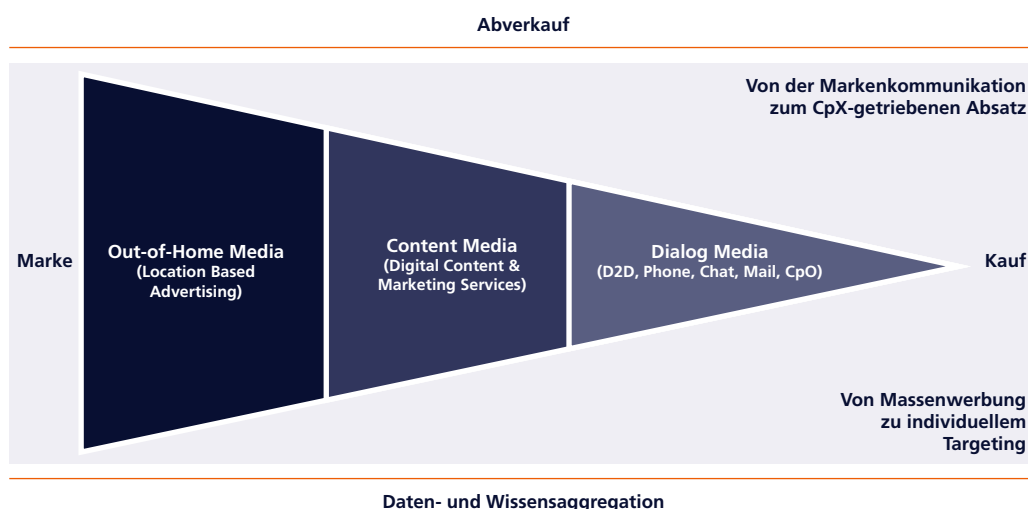 Abverkauf
Von der Markenkommunikation
zum CpX-getriebenen Absatz
Marke
Out-of-Home Media
(Location Based
Advertising)
Content Media
(Digital Content &
Marketing Services)
Dialog Media
(D2D, Phone, Chat, Mail, CpO)
Kauf
Von Massenwerbung
zu individuellem
Targeting
Daten- und Wissensaggregation